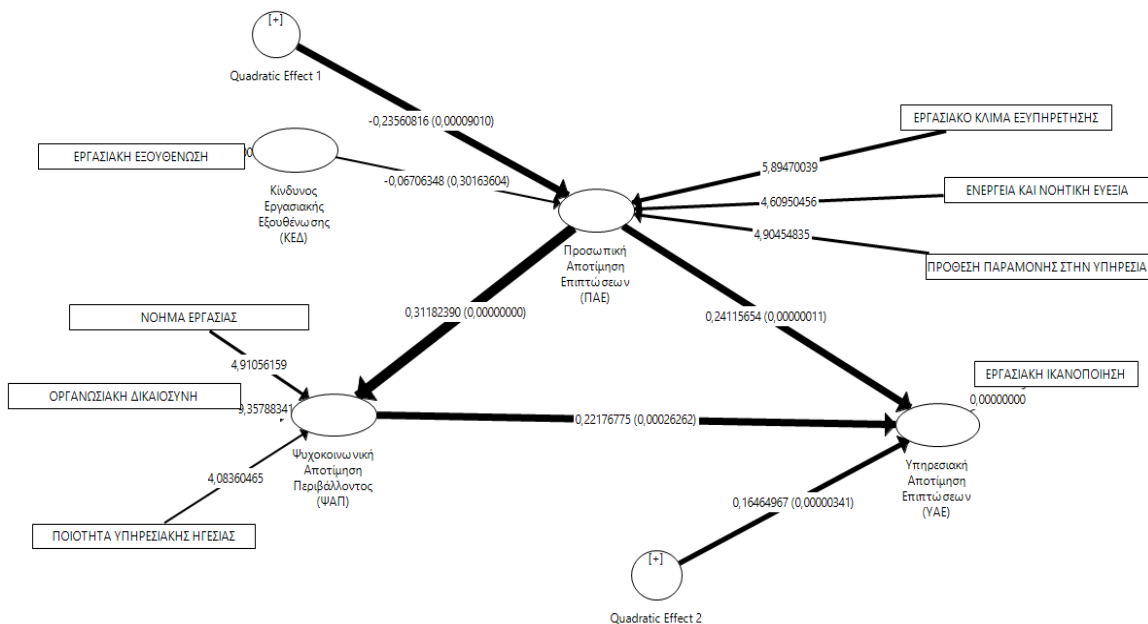 [+]
Quadratic Effect 1
-0,23560816 (0,00009010)
ΕΡΓΑΣΙΑΚΟ ΚΛΙΜΑ ΕΞΥΠΗΡΕΤΗΣΗΣ
ΕΡΓΑΣΙΑΚΗ ΕΞΟΥΘΕΝΩΣΗ
5,89470039
-0,06706348 (0,30163604)
ΕΝΕΡΓΕΙΑ ΚΑΙ ΝΟΗΤΙΚΗ ΕΥΕΞΙΑ
Κίνδυνος
Εργασιακής
Εξουθένωσης
(ΚΕΔ)
4,60950456
4,90454835
Προσωπική
Αποτίμηση
Επιπτώσεων
(ΠΑΕ)
ΠΡΟΘΕΣΗ ΠΑΡΑΜΟΝΗΣ ΣΤΗΝ ΥΠΗΡΕΣΙΑ
0,31182390 (0,00000000)
0,24115654 (0,00000011)
ΝΟΗΜΑ ΕΡΓΑΣΙΑΣ
4,91056159
ΕΡΓΑΣΙΑΚΗ ΙΚΑΝΟΠΟΙΗΣΗ
0,00000000
ΟΡΓΑΝΩΣΙΑΚΗ ΔΙΚΑΙΟΣΥΝΗ
,35788341
0,22176775 (0,00026262)
Ψυχοκοινωνική
Αποτίμηση
Περιβάλλοντος
(ΨΑΠ)
Υπηρεσιακή
Αποτίμηση
Επιπτώσεων
(ΥΑΕ)
4,08360465
ΠΟΙΟΤΗΤΑ ΥΠΗΡΕΣΙΑΚΗΣ ΗΓΕΣΙΑΣ
0,16464967 (0,00000341)
[+]
Quadratic Effect 2